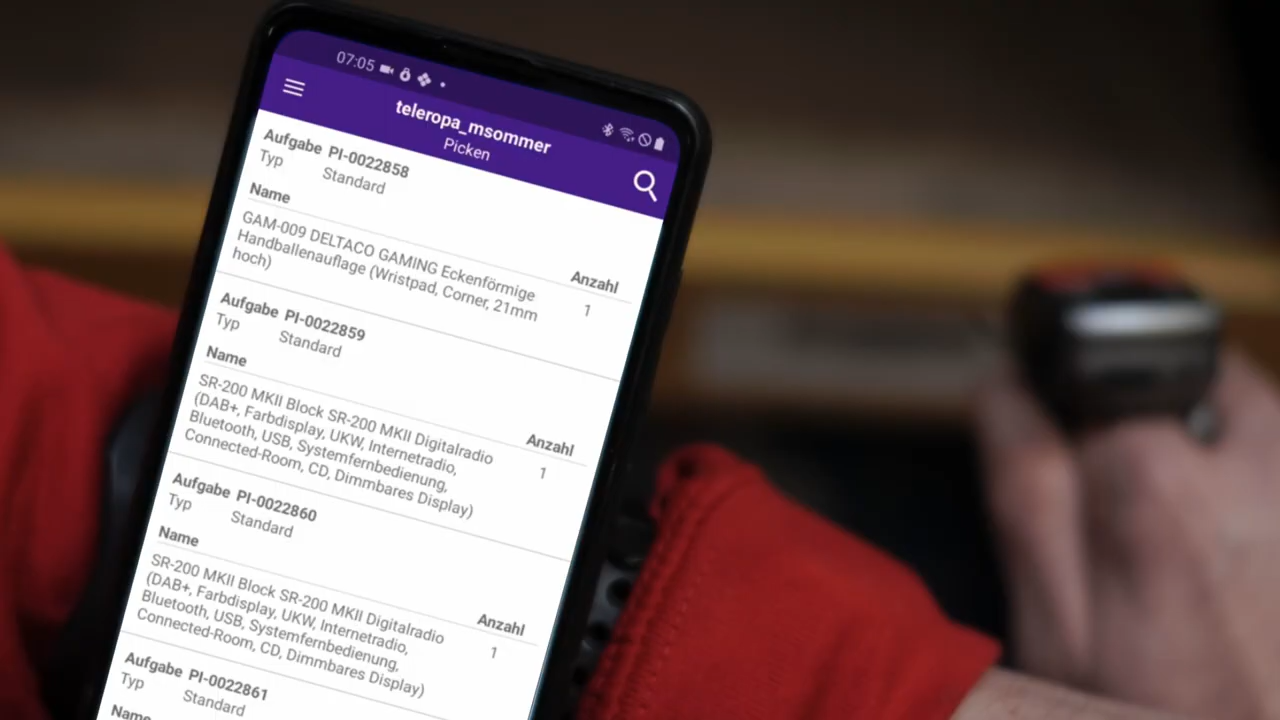 07:05
teleropa_msommer
Picken
Aufgabe PI-0022858
Typ Standard
Name
Anzahl
GAM-009 DELTACO GAMING Eckenförmige
Handballenauflage (Wristpad, Corner, 21mm
hoch)
1
Aufgabe PI-0022859
Typ Standard
Name
Anzahl
SR-200 MKII Block SR-200 MKII Digitalradio
(DAB+, Farbdisplay, UKW, Internetradio,
Bluetooth, USB, Systemfernbedienung,
Connected-Room, CD, Dimmbares Display)
1
Aufgabe PI-0022860
Typ Standard
Name
Anzahl
SR-200 MKII Block SR-200 MKII Digitalradio
(DAB+, Farbdisplay, UKW, Internetradio,
Bluetooth, USB, Systemfernbedienung,
Connected-Room, CD, Dimmbares Display)
1
Aufgabe PI-0022861
Typ Standard
Name